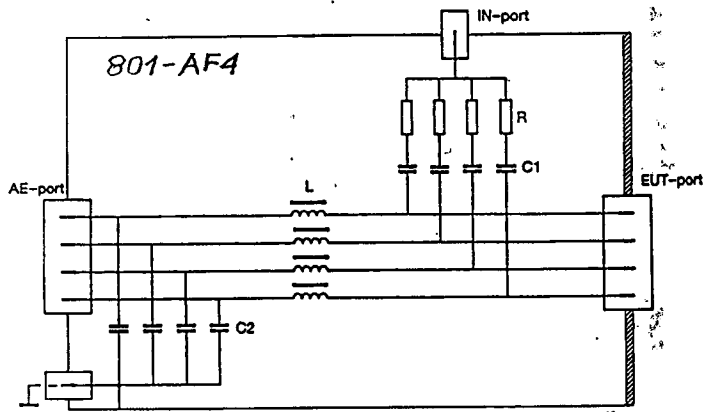 IN-port
801-AF4
R
C1
EUT-port
AE-port
L
C2